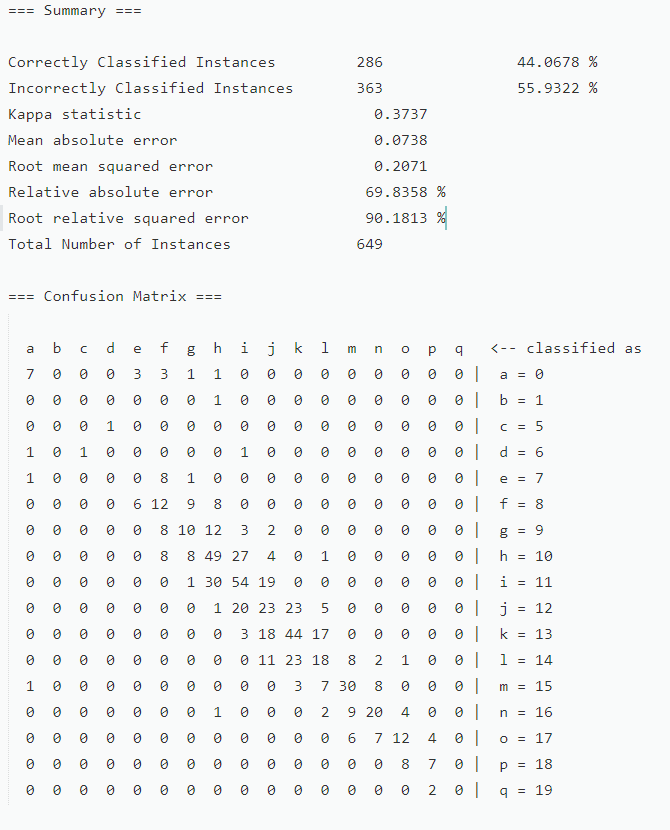 === Summary ===
Correctly Classified Instances 286 44.0678 %
Incorrectly Classified Instances 363 55.9322 %
Kappa statistic 0.3737
Mean absolute error 0.0738
Root mean squared error 0.2071
Relative absolute error 69.8358 %
Root relative squared error 90.1813 %
Total Number of Instances 649
=== Confusion Matrix ===
a b c d e f g h i j k l m n o p q <-- classified as
7 0 0 0 3 3 1 1 0 0 0 0 0 0 0 0 0 | a = 0
0 0 0 0 0 0 0 1 0 0 0 0 0 0 0 0 0 | b = 1
0 0 0 1 0 0 0 0 0 0 0 0 0 0 0 0 0 | c = 5
1 0 1 0 0 0 0 0 1 0 0 0 0 0 0 0 0 | d = 6
1 0 0 0 0 8 1 0 0 0 0 0 0 0 0 0 0 | e = 7
0 0 0 0 6 12 9 8 0 0 0 0 0 0 0 0 0 | f = 8
0 0 0 0 0 8 10 12 3 2 0 0 0 0 0 0 0 | g = 9
0 0 0 0 0 8 8 49 27 4 0 1 0 0 0 0 0 | h = 10
0 0 0 0 0 0 1 30 54 19 0 0 0 0 0 0 0 | i = 11
0 0 0 0 0 0 0 1 20 23 23 5 0 0 0 0 0 | j = 12
0 0 0 0 0 0 0 0 3 18 44 17 0 0 0 0 0 | k = 13
0 0 0 0 0 0 0 0 0 11 23 18 8 2 1 0 0 | l = 14
1 0 0 0 0 0 0 0 0 0 3 7 30 8 0 0 0 | m = 15
0 0 0 0 0 0 0 1 0 0 0 2 9 20 4 0 0 | n = 16
0 0 0 0 0 0 0 0 0 0 0 0 6 7 12 4 0 | o = 17
0 0 0 0 0 0 0 0 0 0 0 0 0 0 8 7 0 | p = 18
0 0 0 0 0 0 0 0 0 0 0 0 0 0 0 2 0 | q = 19